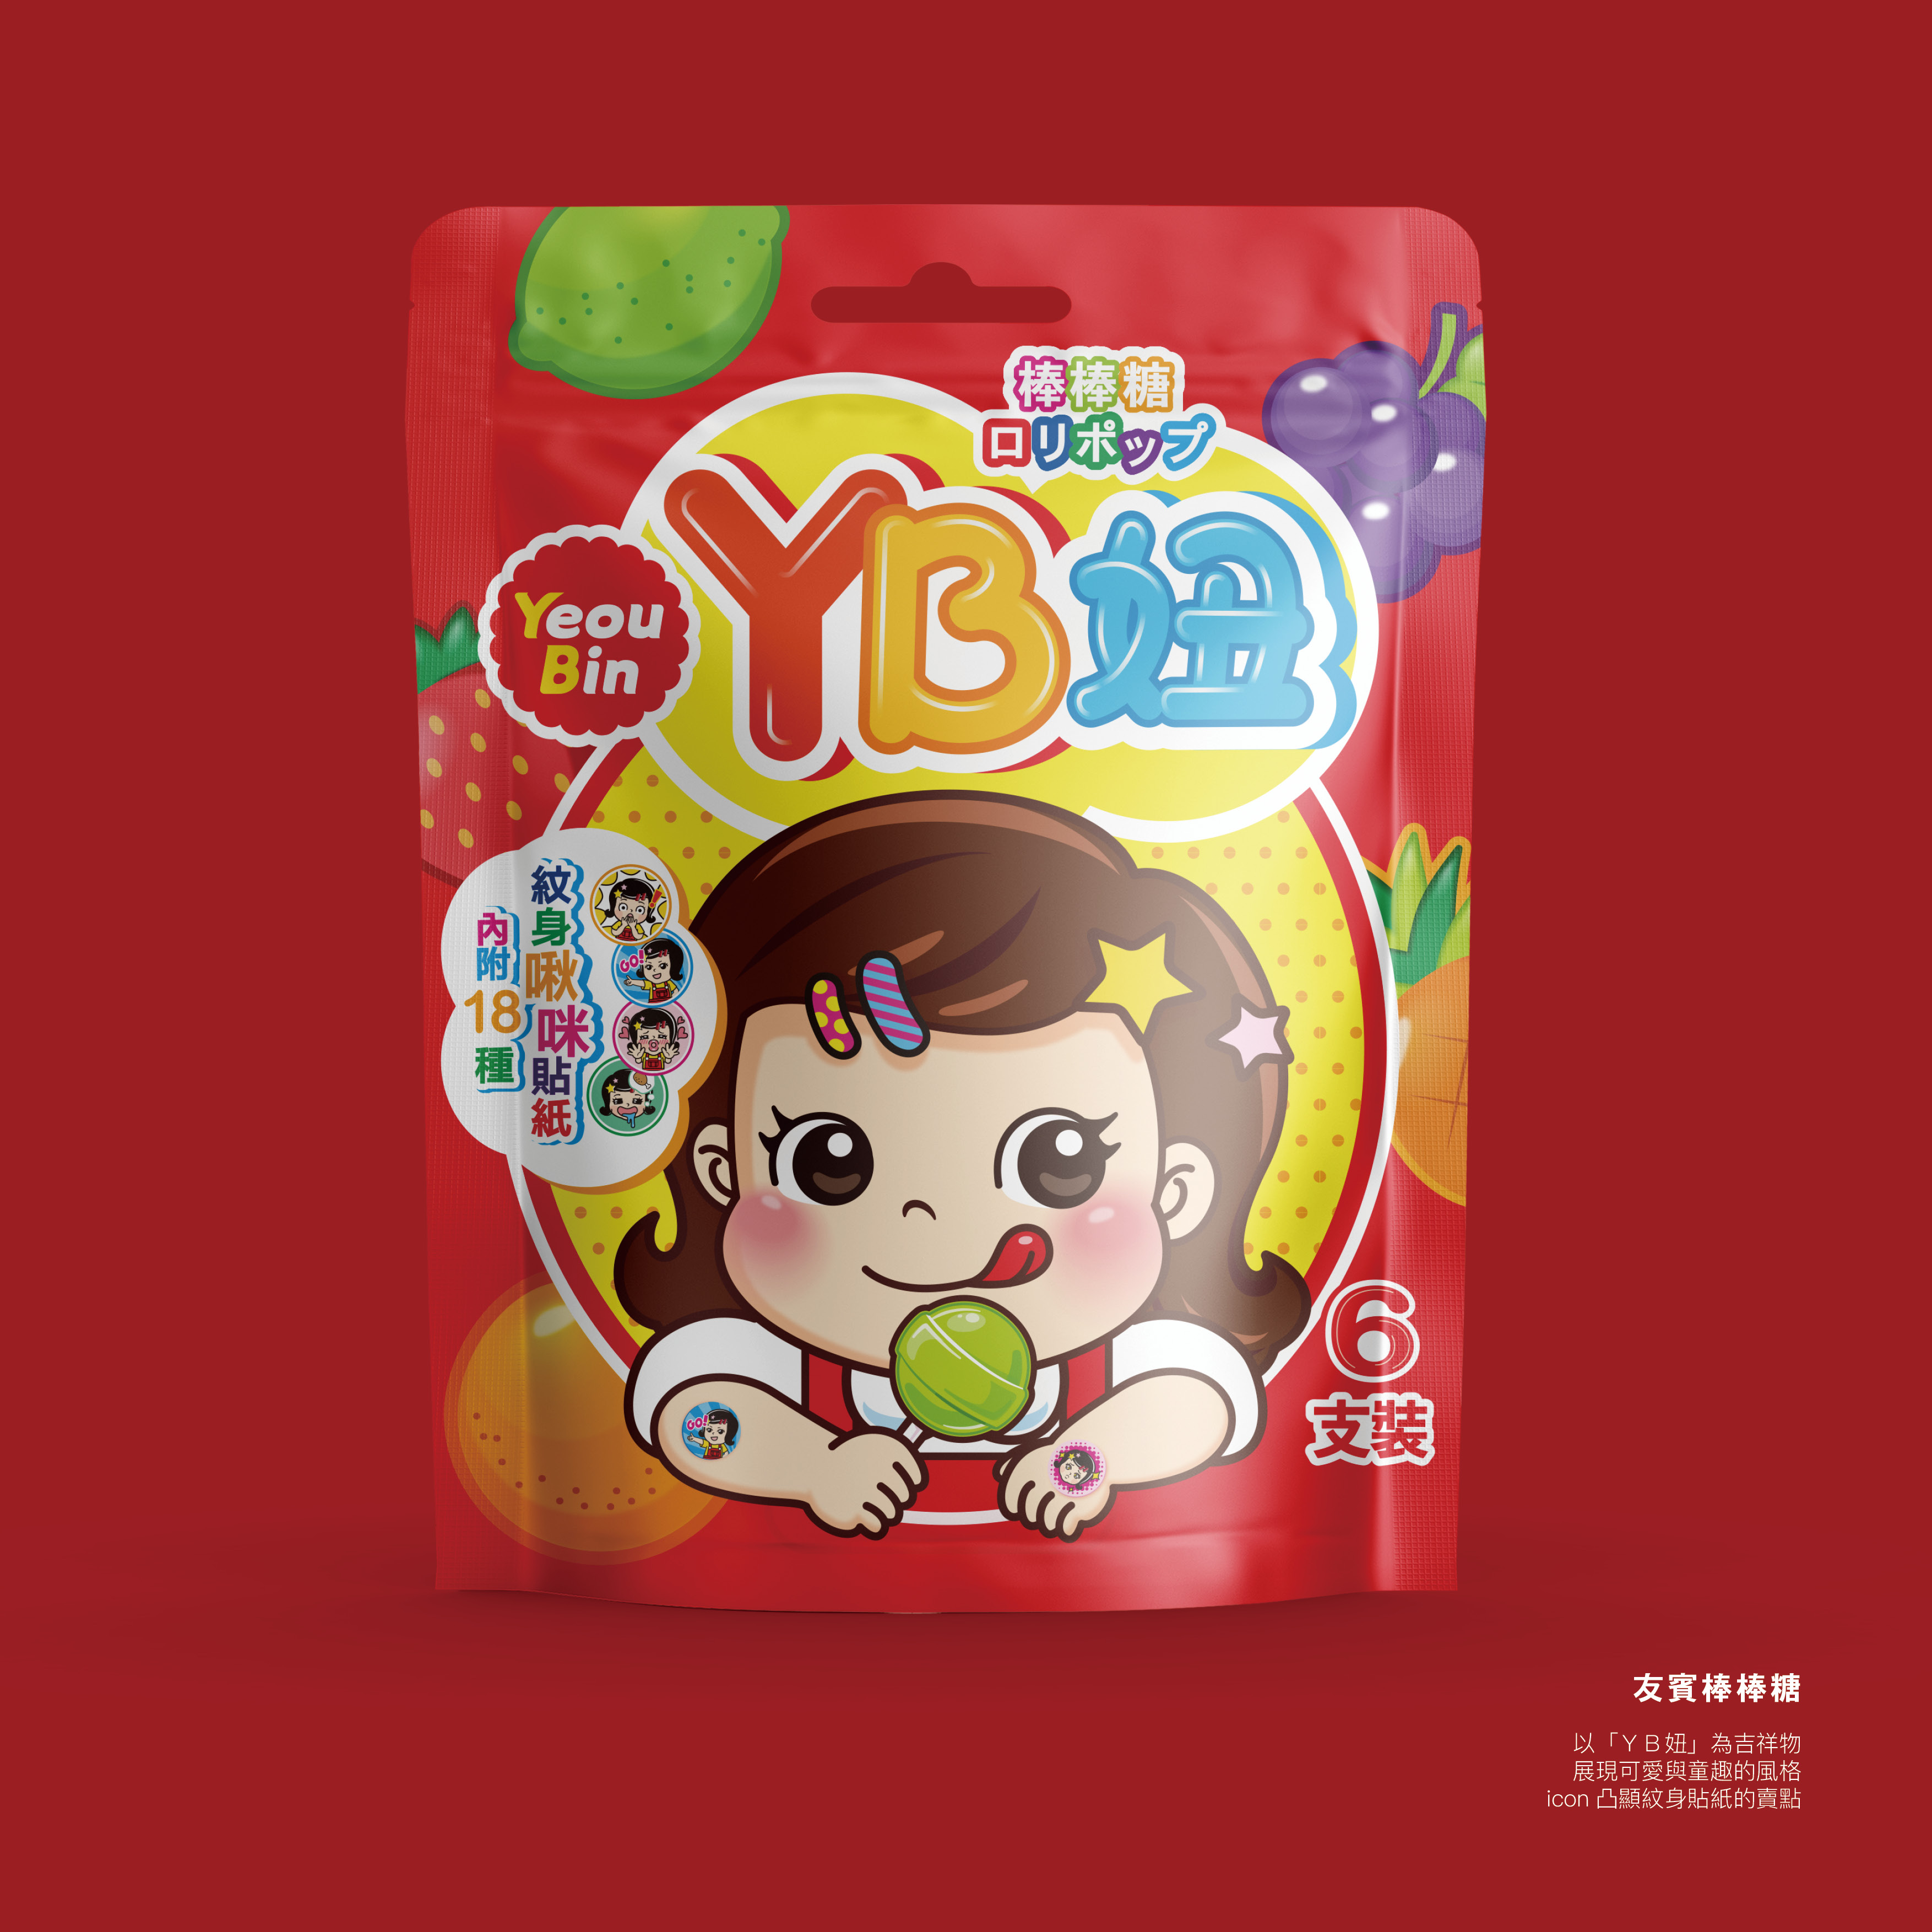 棒棒糖
ロリポップ
YB妞
Yeou
Bin
紋身啾咪貼紙
內附18種
GO!
GO!
6
支裝
友賓棒棒糖
以「ＹＢ妞」為吉祥物
展現可愛與童趣的風格
icon 凸顯紋身貼紙的賣點